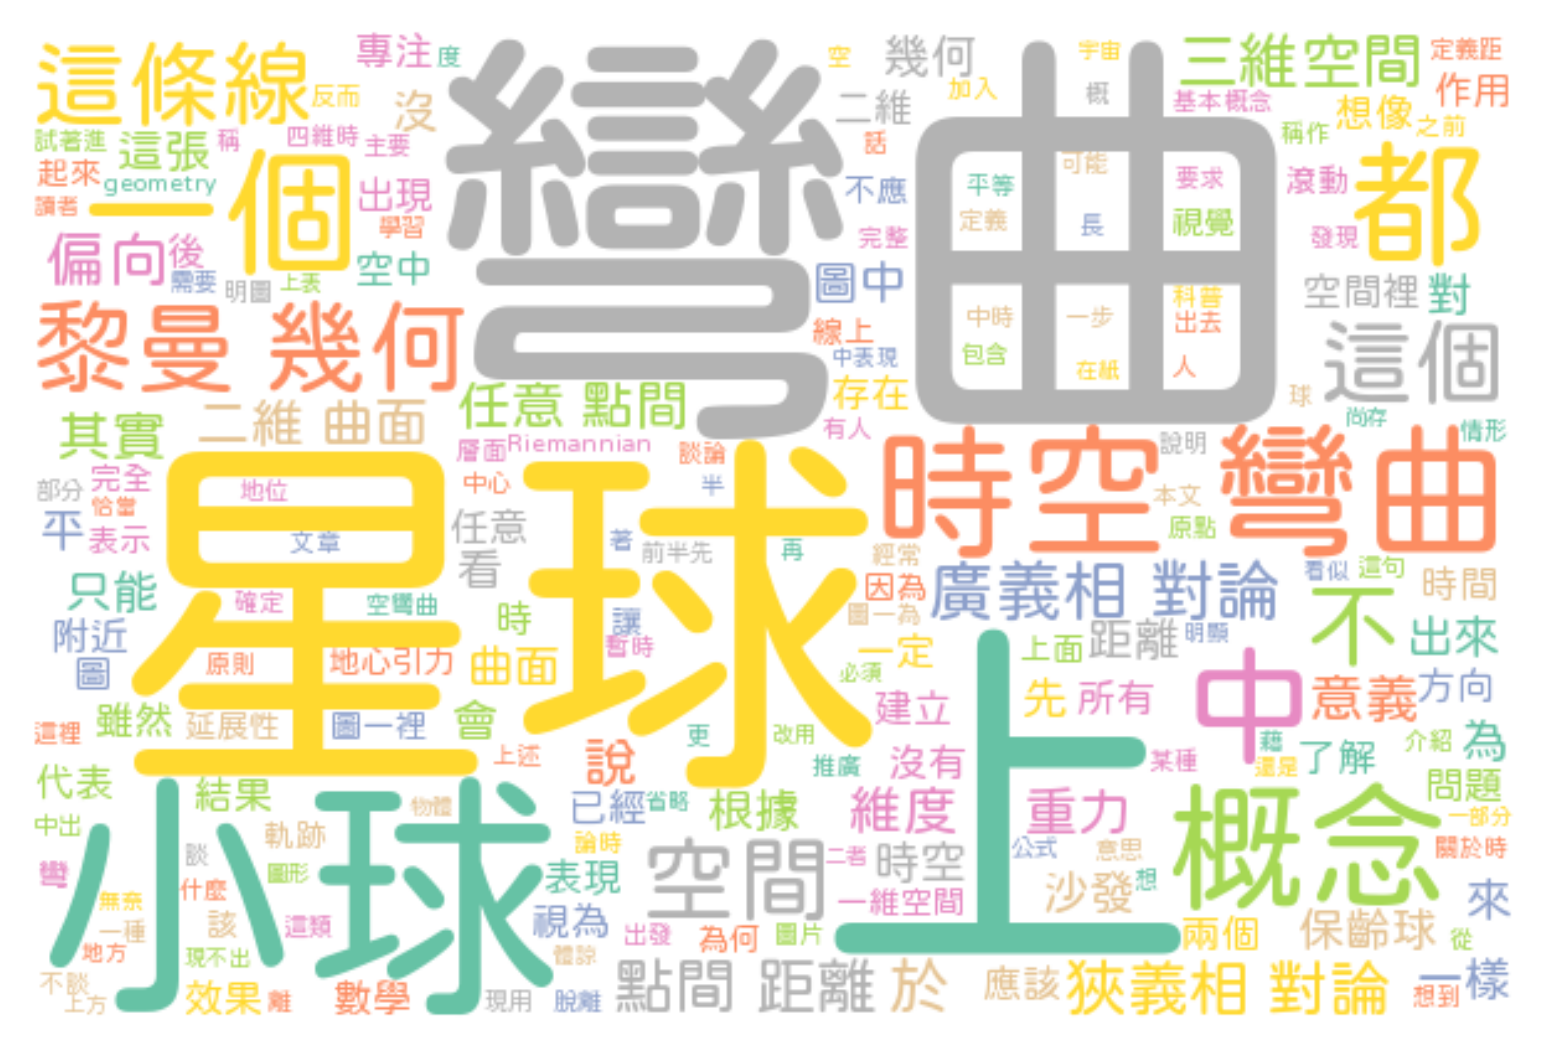 這條線
專注
度
彎曲
空
幾何
宇宙
三維空間
定義距
反而
沒
二維
加入
概
基本概念
想像
作用
之前
試著進
這張
稱
四維時
主要
話
稱作
起來
geometry
一個
出現
不應
平等
可能
要求
滾動
都
讀者
學習
定義
長
視覺
偏向
後
空中
完整
發現
需要
明圖
上表
圖中
科普
空間裡
對
黎曼 幾何
線上
中時
一步
出去
這個
中表現
包含
在紙
人
任意 點間
存在
球
其實
二維 曲面
有人
尚存
情形
層面
Riemannian
談論
時空彎曲
說明
部分
完全
地位
中心
半
本文
恰當
星球
任意
原點
平
表示
文章
著
前半先
再
經常
看
看似
這句
只能
確定
空彎曲
因為
廣義相 對論
時間
時
讓
圖一為
不
附近
暫時
一定
上面
距離
明顯
出來
圖
原則
地心引力
曲面
必須
上
先
所有
中
意義
方向
雖然
延展性
圖一裡
會
建立
這裡
更
改用
藉
了解
介紹
為
上述
說
推廣
沒有
某種
還是
代表
結果
物體
已經
省略
根據
維度
重力
概念
問題
中出
小球
軌跡
論時
公式
意思
一部分
彎
談
圖形
表現
空間
二者
時空
關於時
無奈
什麼
一維空間
沙發
想
來
一種
該
這類
視為
出發
為何
圖片
兩個
保齡球
從
地方
現不出
體諒
不談
上方
效果
離
數學
現用
脫離
點間 距離
於
應該
狹義相 對論
想到
一樣